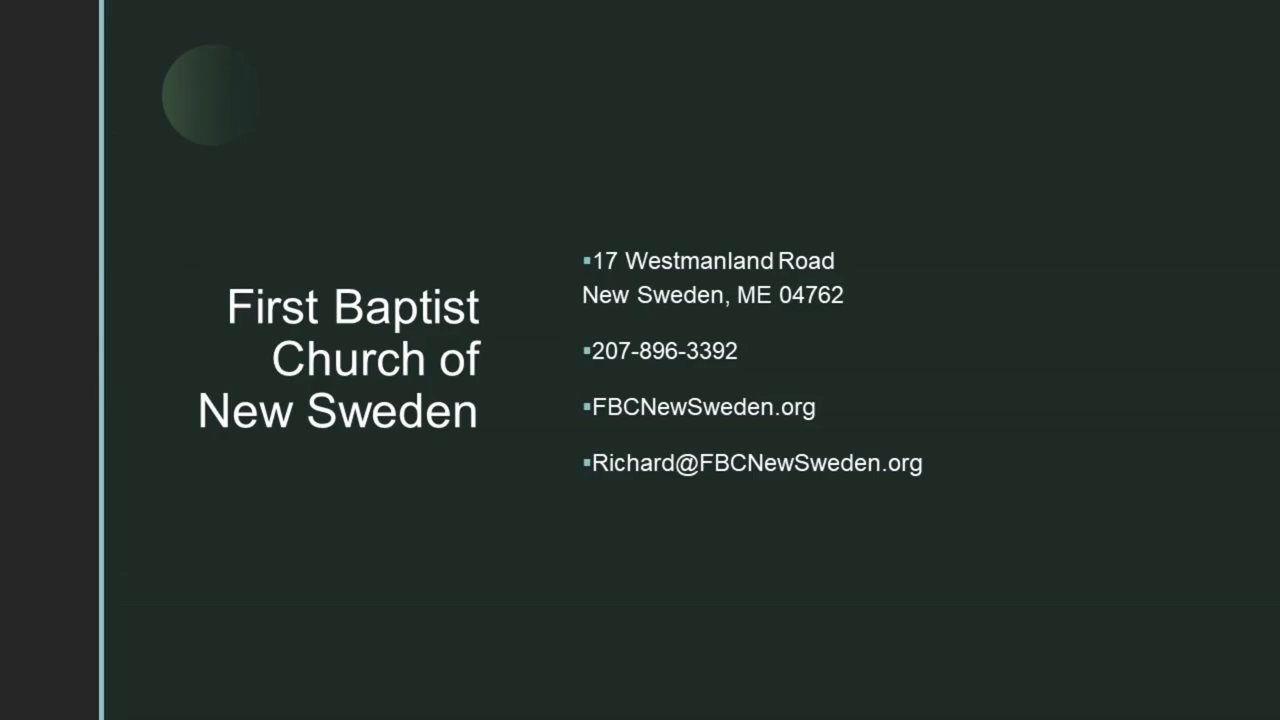 First Baptist
Church of
New Sweden
▪17 Westmanland Road
New Sweden, ME 04762
▪207-896-3392
▪FBCNewSweden.org
▪Richard@FBCNewSweden.org